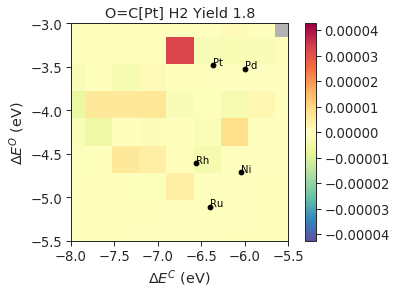 O=C[Pt] H2 Yield 1.8
−3.0
−3.5
−4.0
−4.5
−5.0
−5.5
ΔE^O (eV)
Pt
Pd
Rh
Ni
Ru
−8.0 −7.5 −7.0 −6.5 −6.0 −5.5
ΔE^C (eV)
0.00004
0.00003
0.00002
0.00001
0.00000
−0.00001
−0.00002
−0.00003
−0.00004